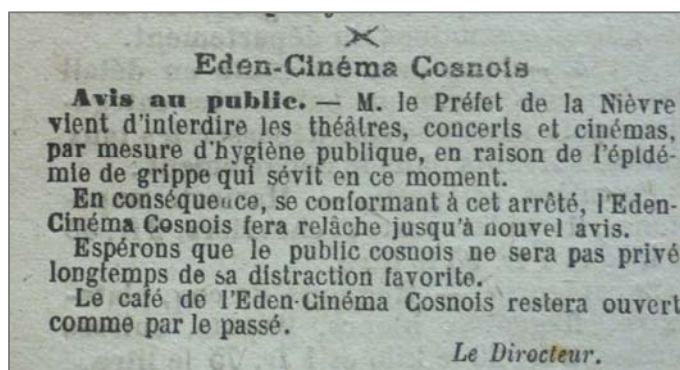 Eden-Cinéma Cosnois
Avis au public. — M. le Préfet de la Nièvre
vient d'interdire les théâtres, concerts et cinémas,
par mesure d'hygiène publique, en raison de l'épidé-
mie de grippe qui sévit en ce moment.
En conséquence, se conformant à cet arrêté, l'Eden-
Cinéma Cosnois fera relâche jusqu'à nouvel avis.
Espérons que le public cosnois ne sera pas privé
longtemps de sa distraction favorite.
Le café de l'Eden-Cinéma Cosnois restera ouvert
comme par le passé.
Le Directeur.